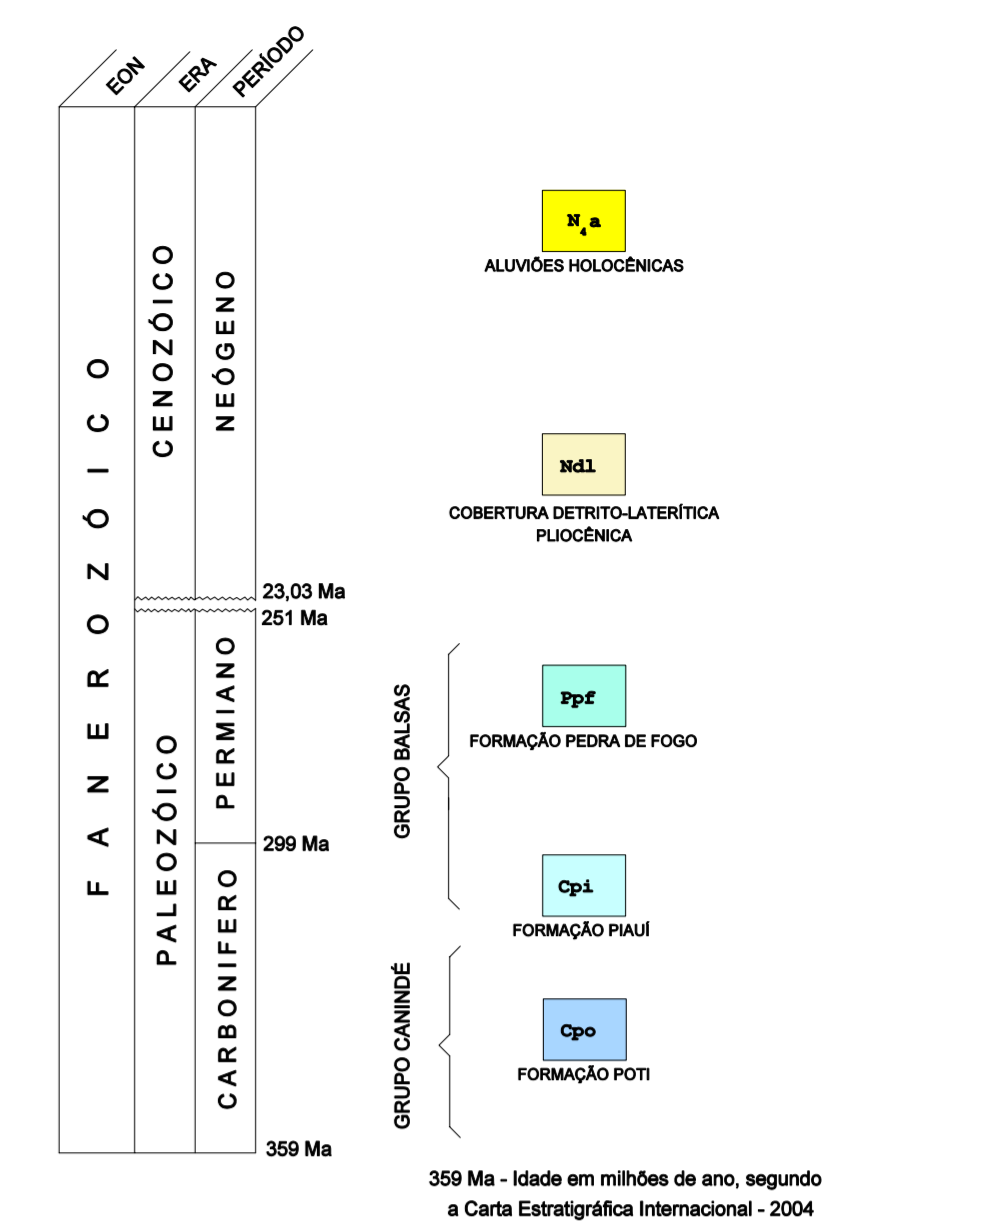 EON
ERA
PERÍODO
FANEROZÓICO
CENOZÓICO
NEÓGENO
N4a
ALUVIÕES HOLOCÊNICAS
Ndl
COBERTURA DETRITO-LATERÍTICA
PLIOCÊNICA
23,03 Ma
251 Ma
PALEOZÓICO
PERMIANO
GRUPO BALSAS
Ppf
FORMAÇÃO PEDRA DE FOGO
299 Ma
CARBONIFERO
Cpi
FORMAÇÃO PIAUÍ
GRUPO CANINDÉ
Cpo
FORMAÇÃO POTI
359 Ma
359 Ma - Idade em milhões de ano, segundo
a Carta Estratigráfica Internacional - 2004